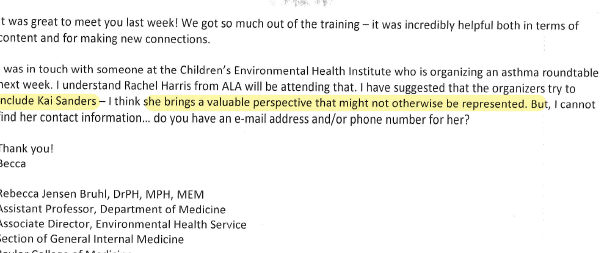 t was great to meet you last week! We got so much out of the training – it was incredibly helpful both in terms of
content and for making new connections.
was in touch with someone at the Children's Environmental Health Institute who is organizing an asthma roundtable
next week. I understand Rachel Harris from ALA will be attending that. I have suggested that the organizers try to
nclude Kai Sanders – I think she brings a valuable perspective that might not otherwise be represented. But, I cannot
find her contact information... do you have an e-mail address and/or phone number for her?
Thank you!
Becca
Rebecca Jensen Bruhl, DrPH, MPH, MEM
Assistant Professor, Department of Medicine
Associate Director, Environmental Health Service
Section of General Internal Medicine